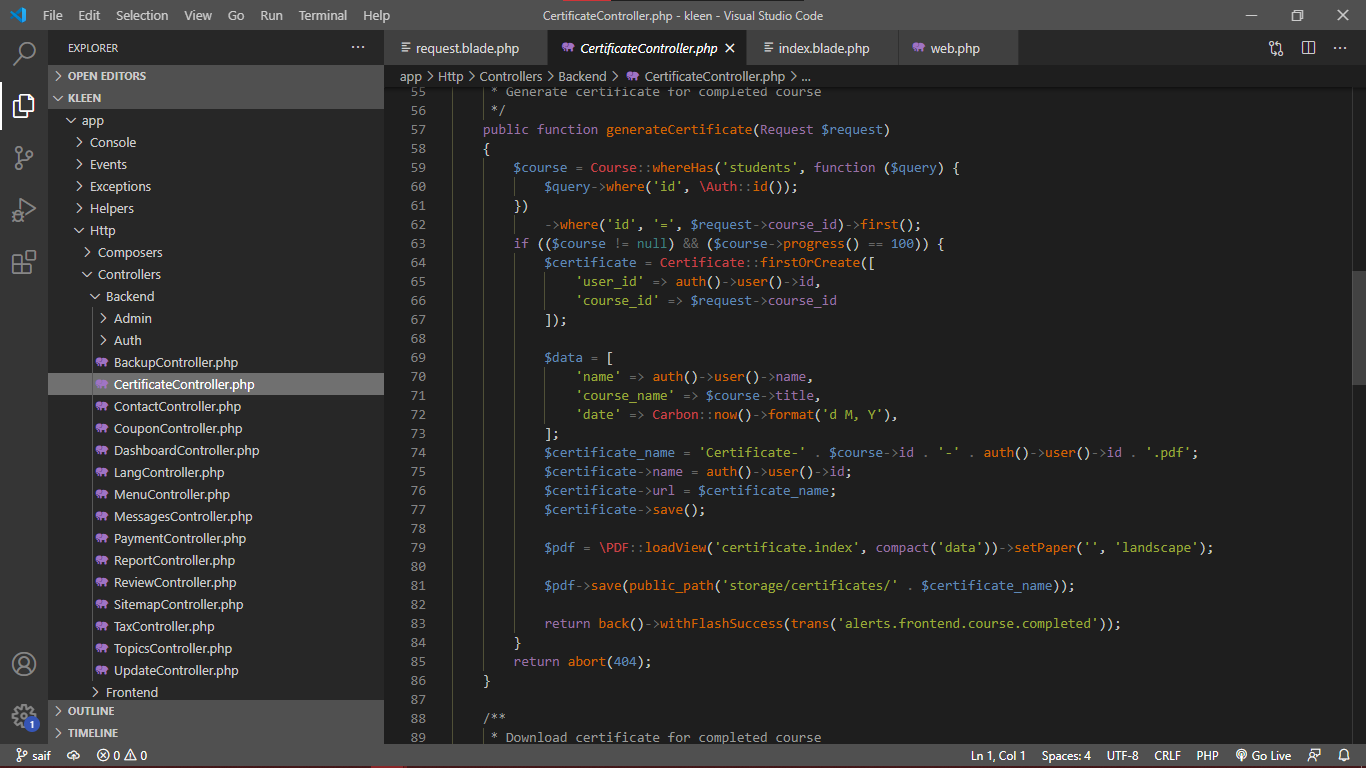 File Edit Selection View Go Run Terminal Help CertificateController.php - kleen - Visual Studio Code
EXPLORER
OPEN EDITORS
KLEEN
app
Console
Events
Exceptions
Helpers
Http
Composers
Controllers
Backend
Admin
Auth
BackupController.php
CertificateController.php
ContactController.php
CouponController.php
DashboardController.php
LangController.php
MenuController.php
MessagesController.php
PaymentController.php
ReportController.php
ReviewController.php
SitemapController.php
TaxController.php
TopicsController.php
UpdateController.php
Frontend
OUTLINE
TIMELINE
1
request.blade.php CertificateController.php index.blade.php web.php
app > Http > Controllers > Backend > CertificateController.php > ...
55 * Generate certificate for completed course
56 */
57 public function generateCertificate(Request $request)
58 {
59 $course = Course::whereHas('students', function ($query) {
60 $query->where('id', \Auth::id());
61 })
62 ->where('id', '=', $request->course_id)->first();
63 if (($course != null) && ($course->progress() == 100)) {
64 $certificate = Certificate::firstOrCreate([
65 'user_id' => auth()->user()->id,
66 'course_id' => $request->course_id
67 ]);
68
69 $data = [
70 'name' => auth()->user()->name,
71 'course_name' => $course->title,
72 'date' => Carbon::now()->format('d M, Y'),
73 ];
74 $certificate_name = 'Certificate-' . $course->id . '-' . auth()->user()->id . '.pdf';
75 $certificate->name = auth()->user()->id;
76 $certificate->url = $certificate_name;
77 $certificate->save();
78
79 $pdf = \PDF::loadView('certificate.index', compact('data'))->setPaper('', 'landscape');
80
81 $pdf->save(public_path('storage/certificates/' . $certificate_name));
82
83 return back()->withFlashSuccess(trans('alerts.frontend.course.completed'));
84 }
85 return abort(404);
86 }
87
88 /**
89 * Download certificate for completed course
saif 0 0 Ln 1, Col 1 Spaces: 4 UTF-8 CRLF PHP Go Live